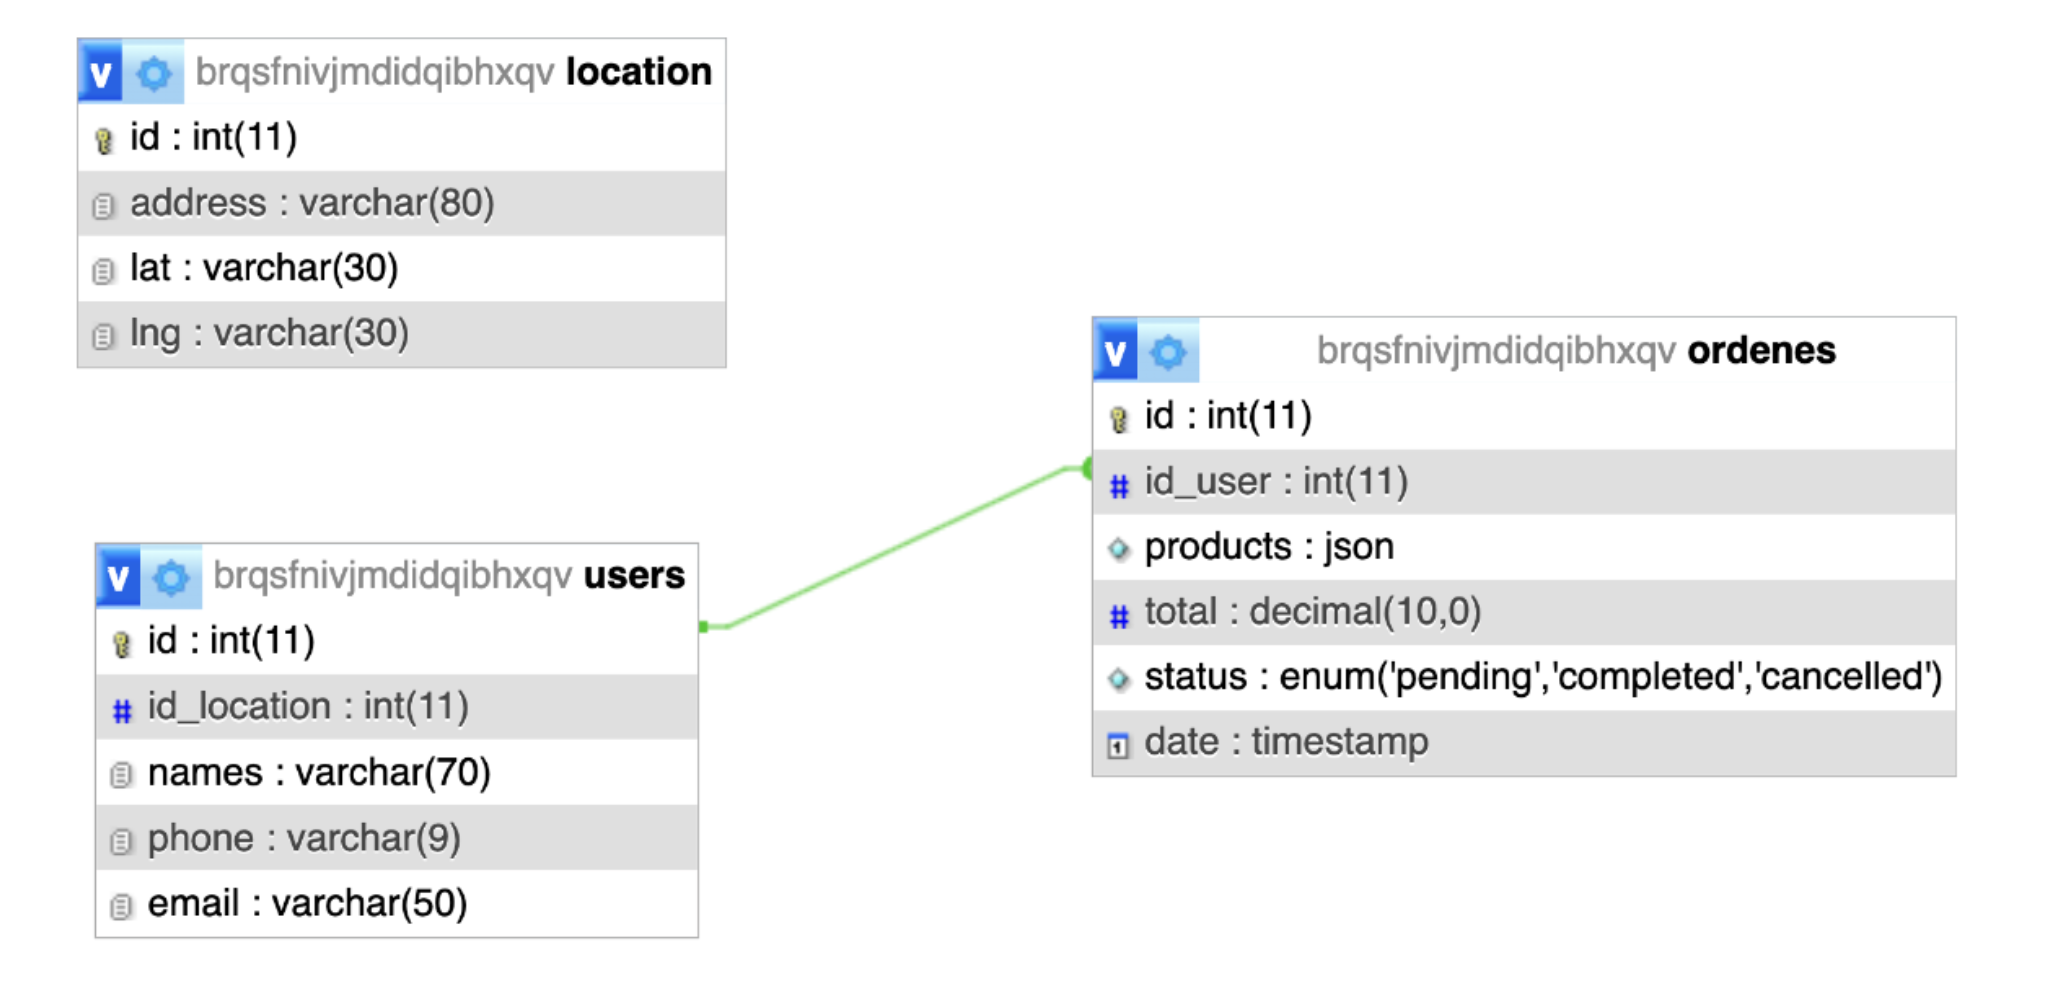 v brqsfnivjmdidqibhxqv location
id : int(11)
address : varchar(80)
lat : varchar(30)
lng : varchar(30)
v brqsfnivjmdidqibhxqv ordenes
id : int(11)
# id_user : int(11)
products : json
# total : decimal(10,0)
status : enum('pending','completed','cancelled')
1 date : timestamp
v brqsfnivjmdidqibhxqv users
id : int(11)
# id_location : int(11)
names : varchar(70)
phone : varchar(9)
email : varchar(50)